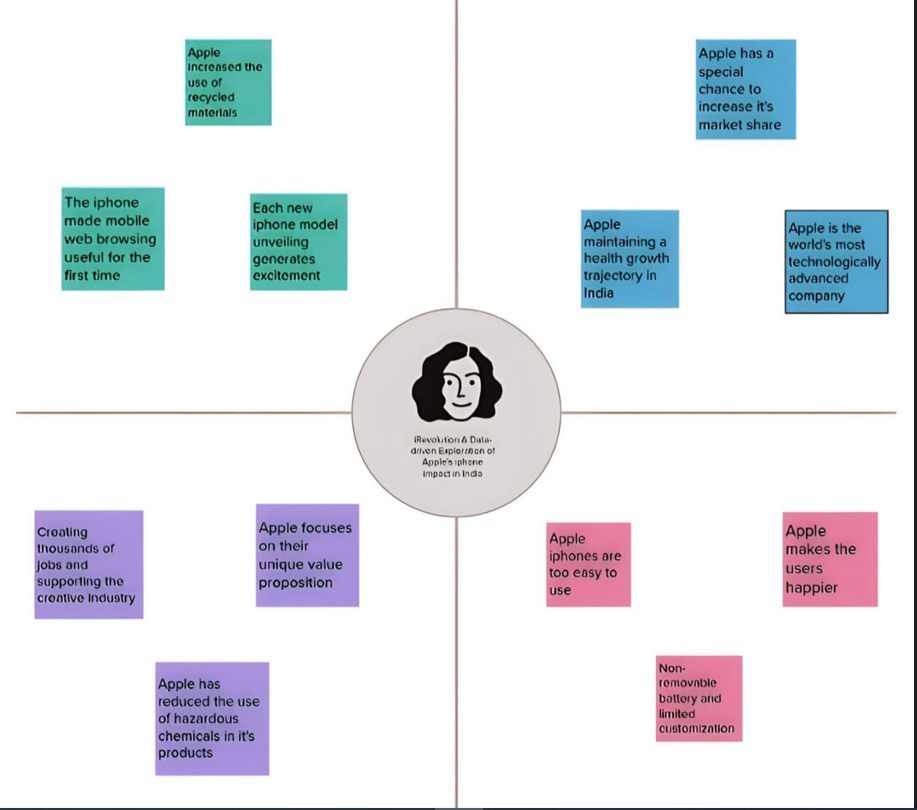 Apple
increased the
use of
recycled
materials
The iphone
made mobile
web browsing
useful for the
first time
Each new
iphone model
unveiling
generates
excitement
Apple has a
special
chance to
increase it's
market share
Apple
maintaining a
health growth
trajectory in
India
Apple is the
world's most
technologically
advanced
company
iRevolution A Data-
driven Exploration of
Apple's iphone
Impact in India
Creating
thousands of
jobs and
supporting the
creative industry
Apple focuses
on their
unique value
proposition
Apple has
reduced the use
of hazardous
chemicals in it's
products
Apple
iphones are
too easy to
use
Apple
makes the
users
happier
Non-
removable
battery and
limited
customization